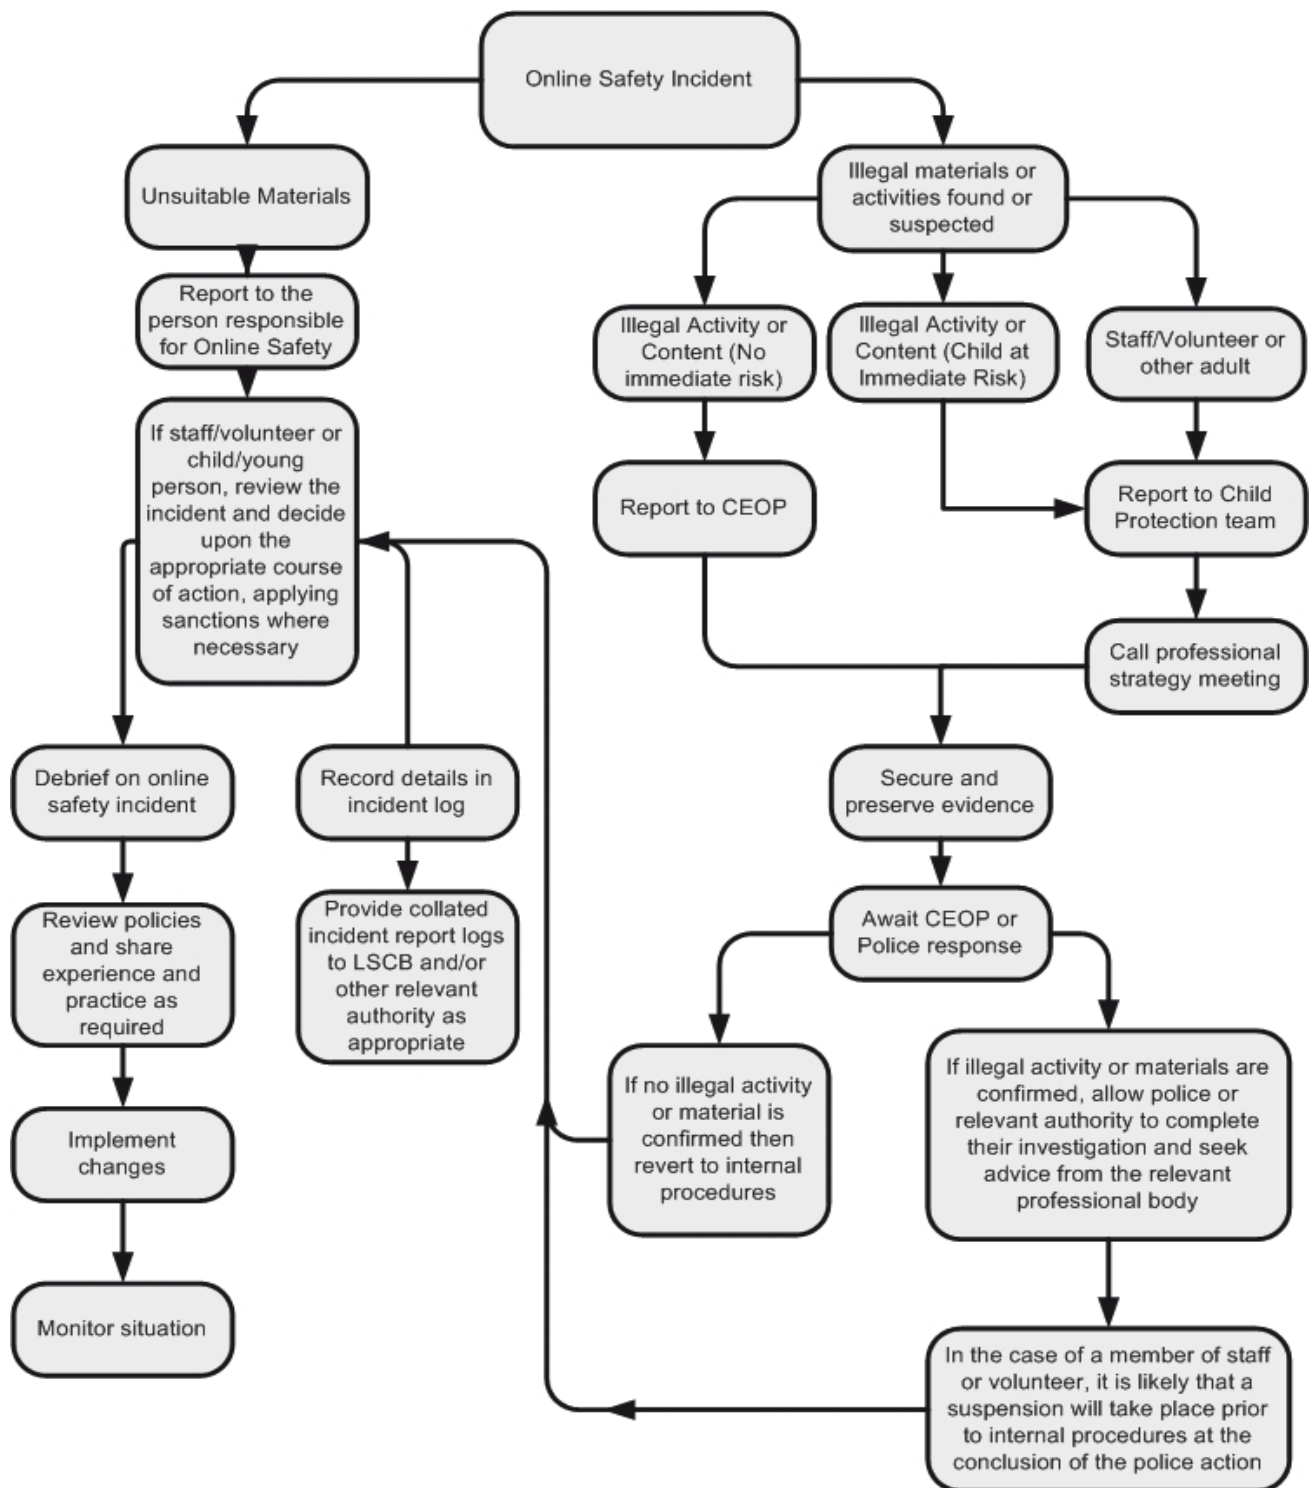 Online Safety Incident
Unsuitable Materials
Illegal materials or
activities found or
suspected
Report to the
person responsible
for Online Safety
Illegal Activity or
Content (No
immediate risk)
Illegal Activity or
Content (Child at
Immediate Risk)
Staff/Volunteer or
other adult
If staff/volunteer or
child/young
person, review the
incident and decide
upon the
appropriate course
of action, applying
sanctions where
necessary
Report to CEOP
Report to Child
Protection team
Call professional
strategy meeting
Debrief on online
safety incident
Record details in
incident log
Secure and
preserve evidence
Review policies
and share
experience and
practice as
required
Provide collated
incident report logs
to LSCB and/or
other relevant
authority as
appropriate
Await CEOP or
Police response
If no illegal activity
or material is
confirmed then
revert to internal
procedures
If illegal activity or materials are
confirmed, allow police or
relevant authority to complete
their investigation and seek
advice from the relevant
professional body
Implement
changes
Monitor situation
In the case of a member of staff
or volunteer, it is likely that a
suspension will take place prior
to internal procedures at the
conclusion of the police action